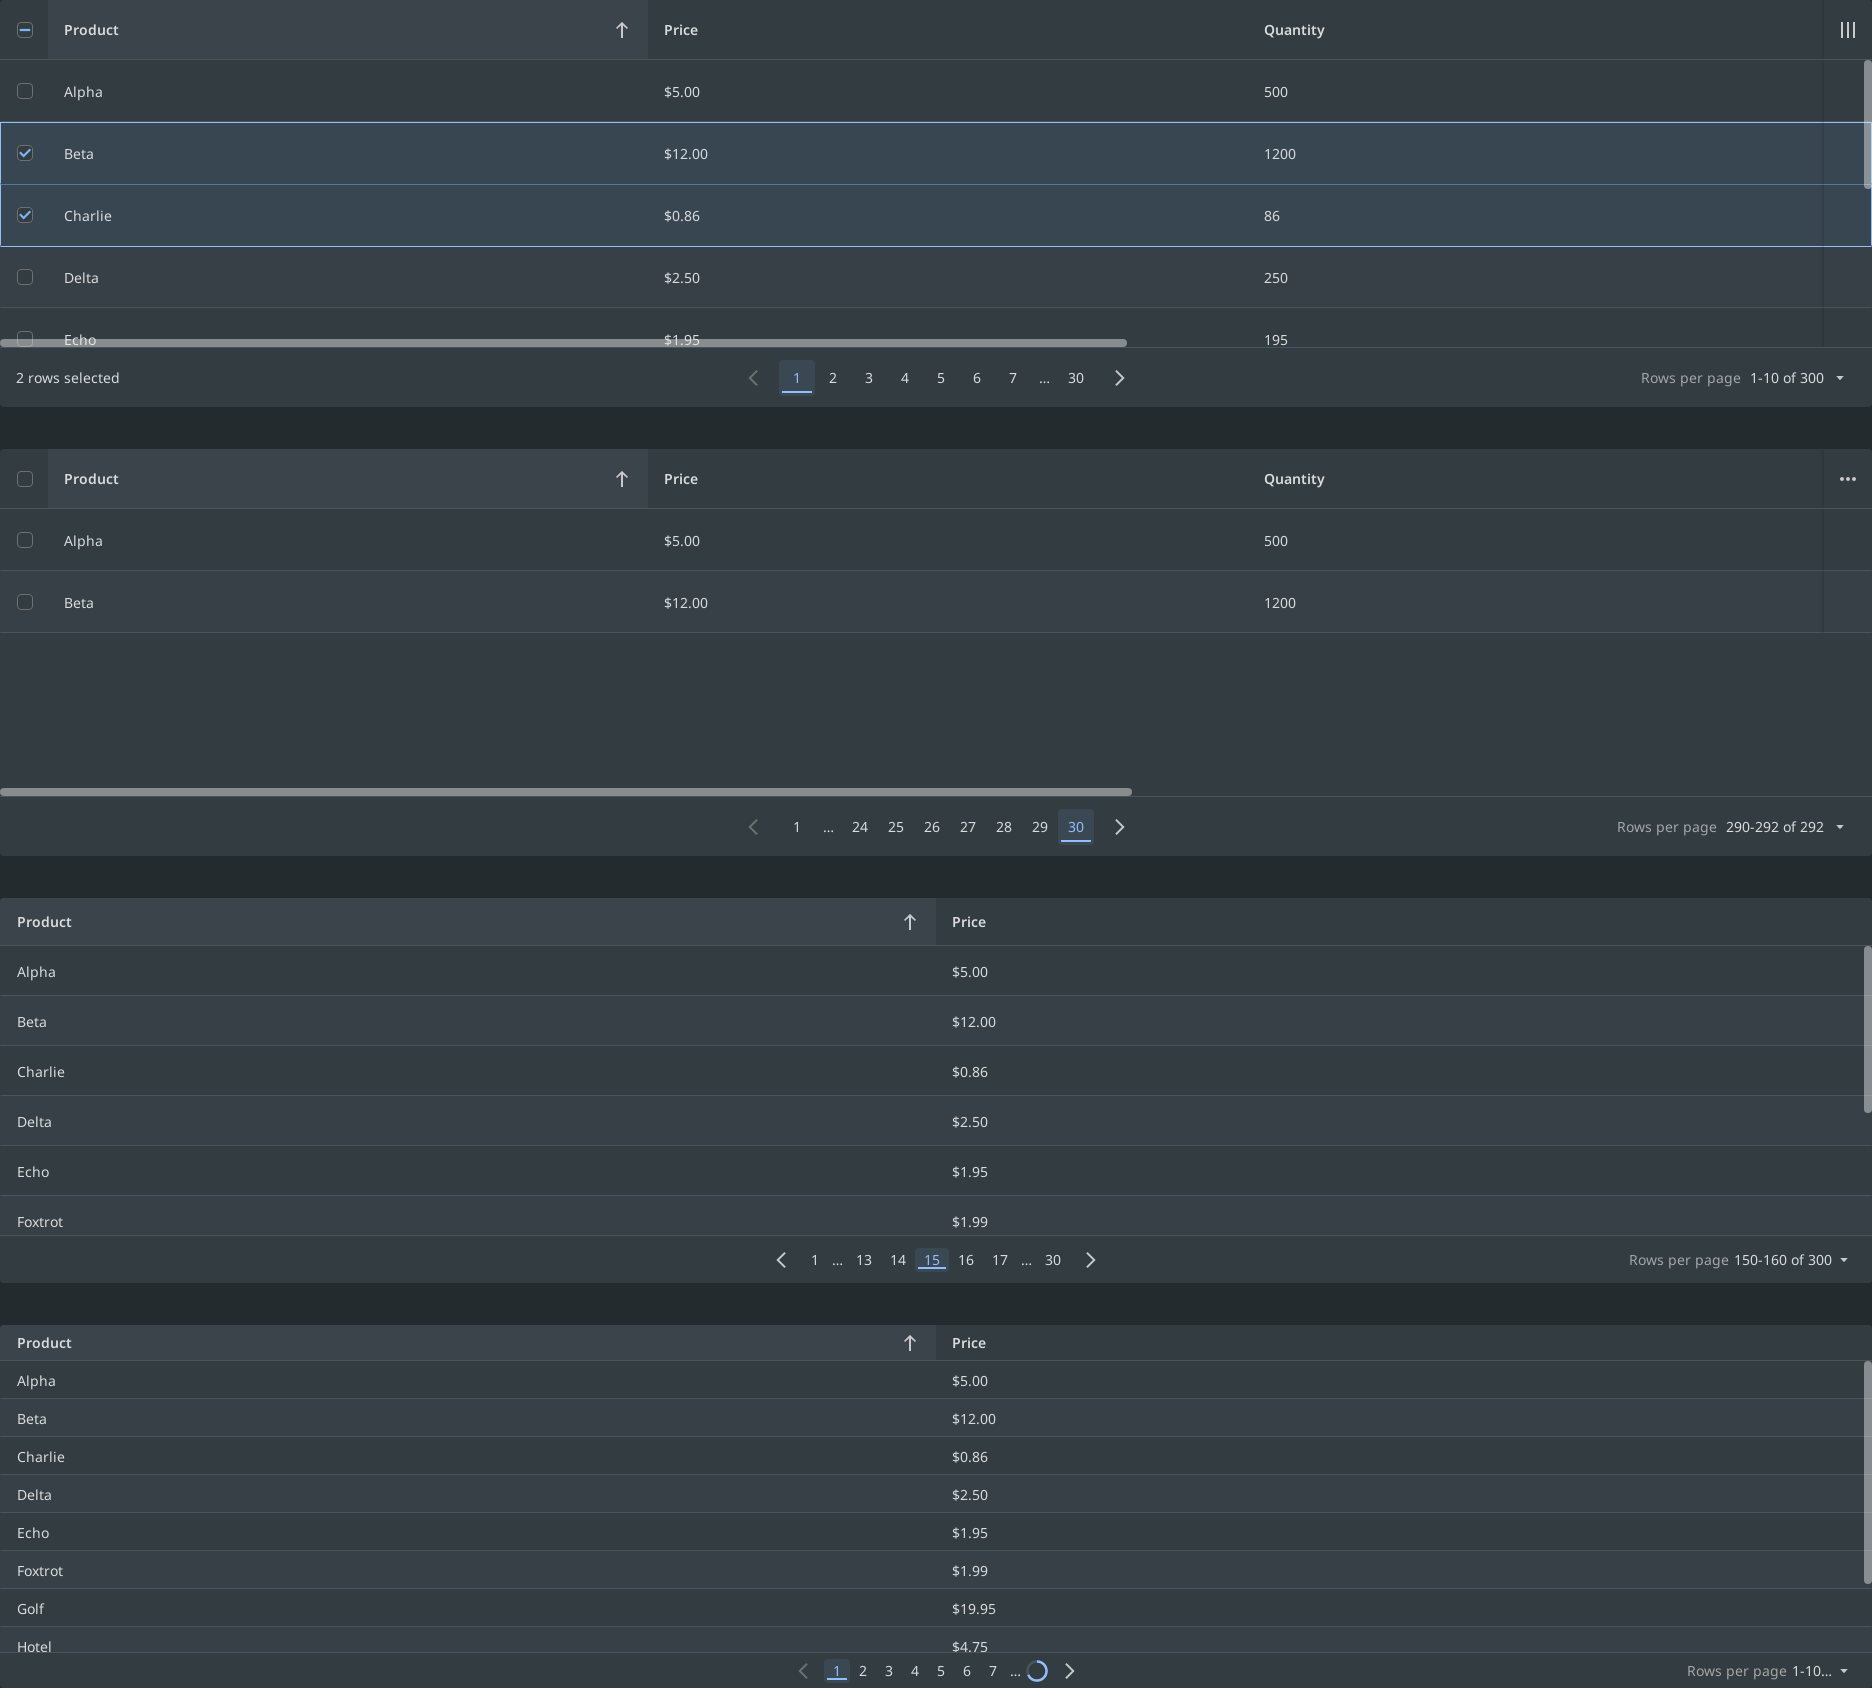 Product Price Quantity
Alpha $5.00 500
Beta $12.00 1200
Charlie $0.86 86
Delta $2.50 250
Echo $1.95 195
2 rows selected 1 2 3 4 5 6 7 ... 30 Rows per page 1-10 of 300
Product Price Quantity
Alpha $5.00 500
Beta $12.00 1200
1 ... 24 25 26 27 28 29 30 Rows per page 290-292 of 292
Product Price
Alpha $5.00
Beta $12.00
Charlie $0.86
Delta $2.50
Echo $1.95
Foxtrot $1.99
1 ... 13 14 15 16 17 ... 30 Rows per page 150-160 of 300
Product Price
Alpha $5.00
Beta $12.00
Charlie $0.86
Delta $2.50
Echo $1.95
Foxtrot $1.99
Golf $19.95
Hotel $4.75
1 2 3 4 5 6 7 ... Rows per page 1-10...